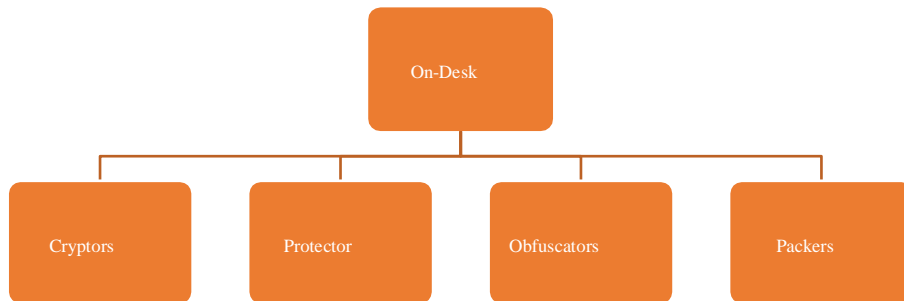 On-Desk
Cryptors
Protector
Obfuscators
Packers